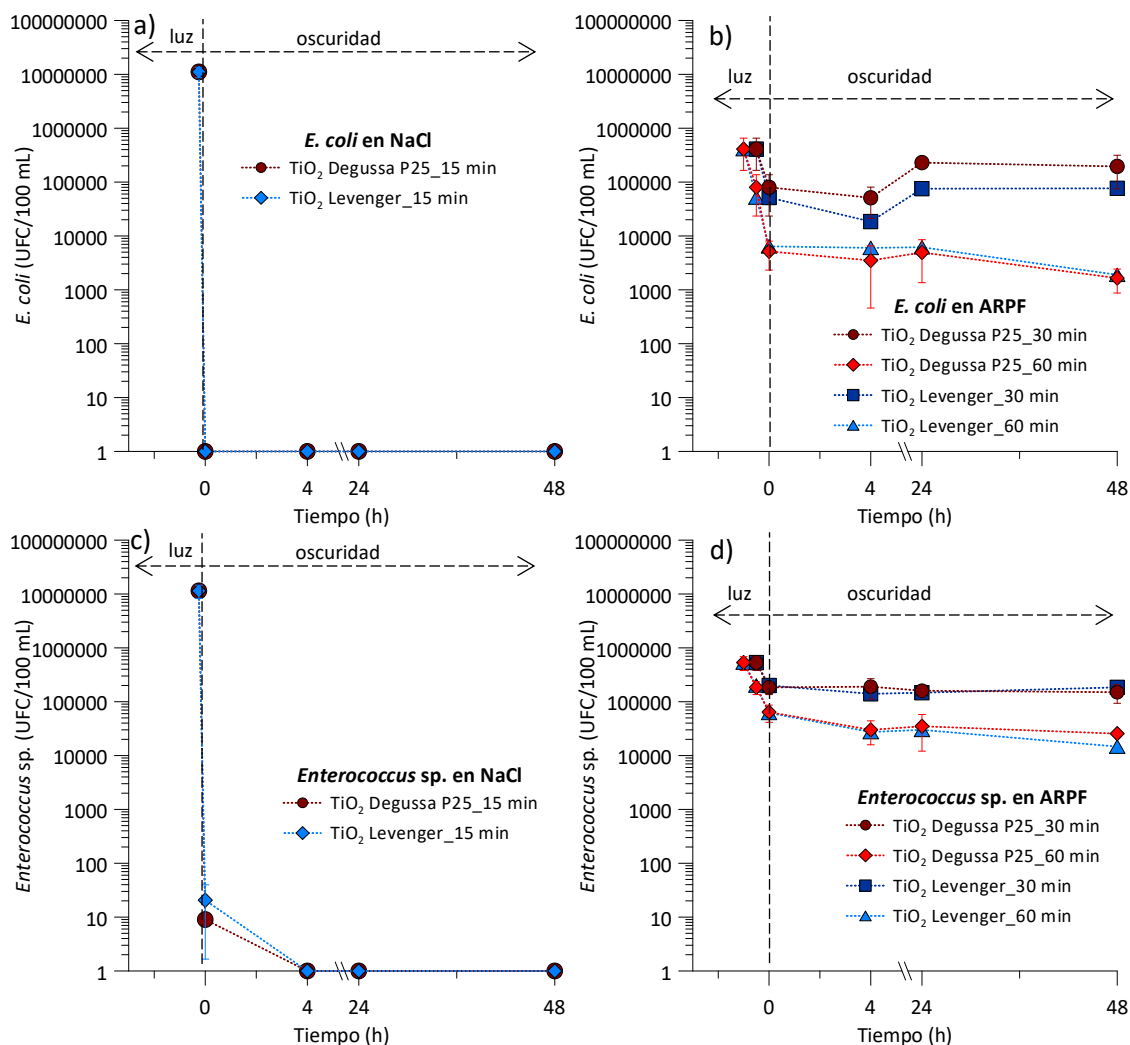 a)
luz
oscuridad
100000000
10000000
1000000
100000
10000
1000
100
10
1
E. coli (UFC/100 mL)
E. coli en NaCl
TiO2 Degussa P25_15 min
TiO2 Levenger_15 min
0 4 24 48
Tiempo (h)
b)
luz
oscuridad
100000000
10000000
1000000
100000
10000
1000
100
10
1
E. coli (UFC/100 mL)
E. coli en ARPF
TiO2 Degussa P25_30 min
TiO2 Degussa P25_60 min
TiO2 Levenger_30 min
TiO2 Levenger_60 min
0 4 24 48
Tiempo (h)
c)
luz
oscuridad
100000000
10000000
1000000
100000
10000
1000
100
10
1
Enterococcus sp. (UFC/100 mL)
Enterococcus sp. en NaCl
TiO2 Degussa P25_15 min
TiO2 Levenger_15 min
0 4 24 48
Tiempo (h)
d)
luz
oscuridad
100000000
10000000
1000000
100000
10000
1000
100
10
1
Enterococcus sp. (UFC/100 mL)
Enterococcus sp. en ARPF
TiO2 Degussa P25_30 min
TiO2 Degussa P25_60 min
TiO2 Levenger_30 min
TiO2 Levenger_60 min
0 4 24 48
Tiempo (h)